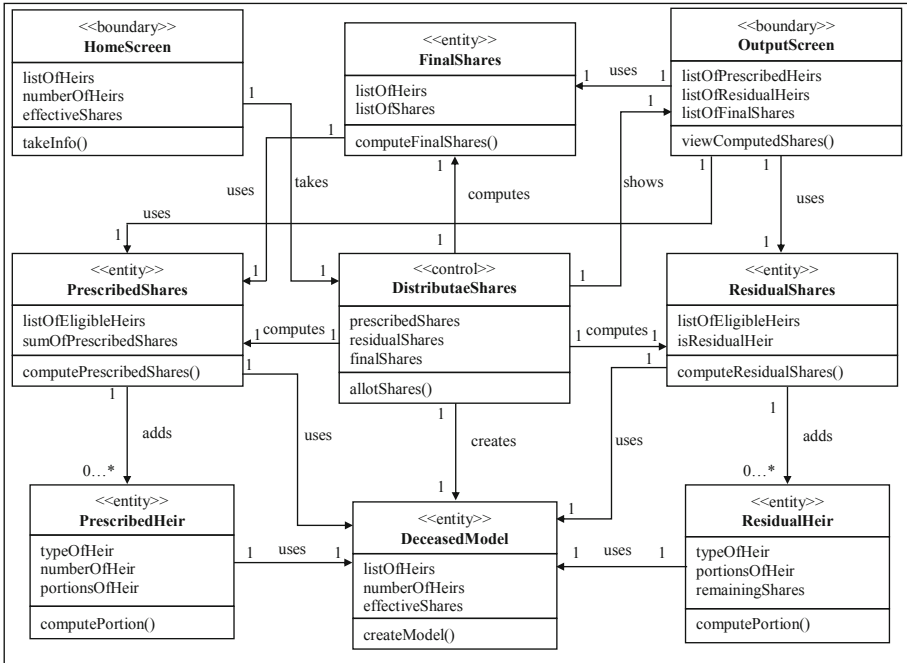 <<boundary>>
HomeScreen
listOfHeirs
numberOfHeirs
effectiveShares
takeInfo()
<<entity>>
FinalShares
listOfHeirs
listOfShares
computeFinalShares()
<<boundary>>
OutputScreen
listOfPrescribedHeirs
listOfResidualHeirs
listOfFinalShares
viewComputedShares()
1 uses 1
1
1
1
1
1
1
uses
takes
computes
shows
uses
uses
1
1
1
1
1
1
1
<<entity>>
PrescribedShares
listOfEligibleHeirs
sumOfPrescribedShares
computePrescribedShares()
<<control>>
DistributaeShares
prescribedShares
residualShares
finalShares
allotShares()
<<entity>>
ResidualShares
listOfEligibleHeirs
isResidualHeir
computeResidualShares()
1 computes 1
1 computes 1
1
1
1
1
1
adds
uses
creates
uses
adds
0…*
1
1
0…*
<<entity>>
PrescribedHeir
typeOfHeir
numberOfHeir
portionsOfHeir
computePortion()
<<entity>>
DeceasedModel
listOfHeirs
numberOfHeirs
effectiveShares
createModel()
<<entity>>
ResidualHeir
typeOfHeir
portionsOfHeir
remainingShares
computePortion()
1 uses 1
1 uses 1